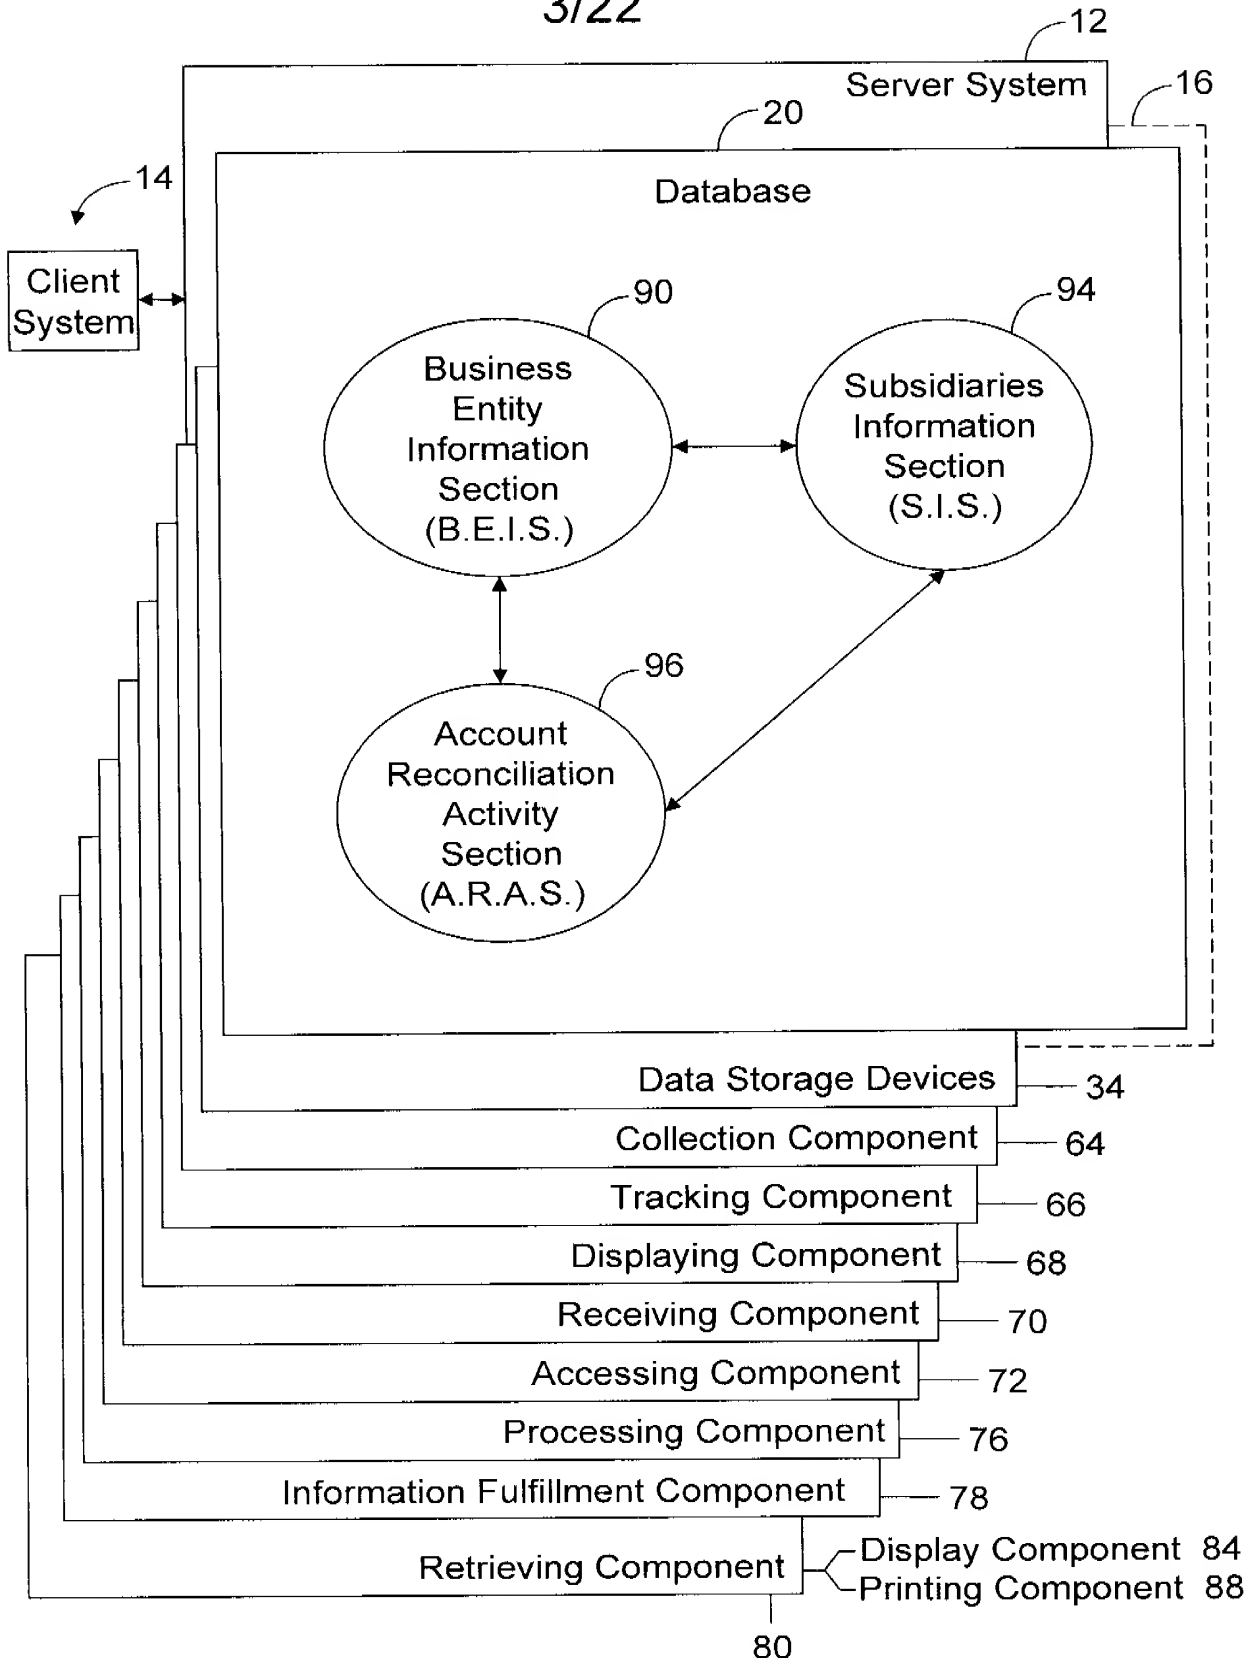 3/22
12
Server System
16
20
Database
14
Client
System
90
94
Business
Entity
Information
Section
(B.E.I.S.)
Subsidiaries
Information
Section
(S.I.S.)
96
Account
Reconciliation
Activity
Section
(A.R.A.S.)
Data Storage Devices
34
Collection Component
64
Tracking Component
66
Displaying Component
68
Receiving Component
70
Accessing Component
72
Processing Component
76
Information Fulfillment Component
78
Retrieving Component
Display Component 84
Printing Component 88
80